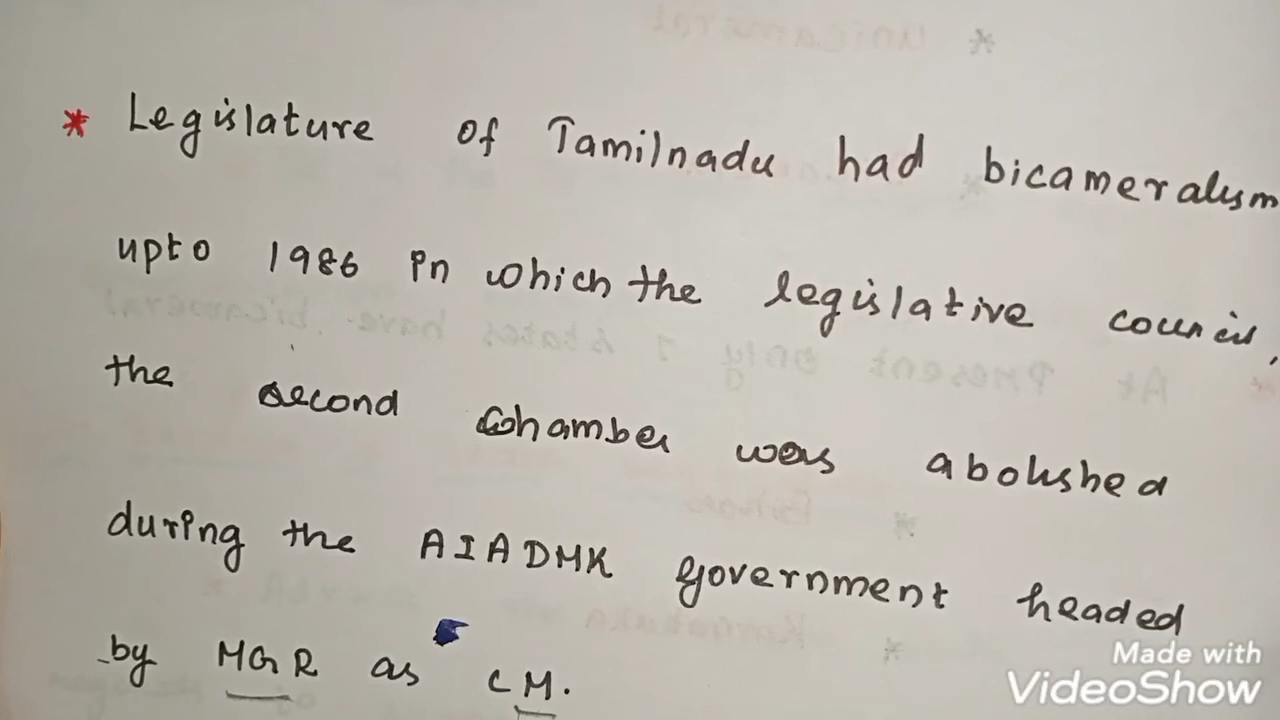 * Legislature of Tamilnadu had bicameralism
upto 1986 in which the legislative council,
the second chamber was abolished
during the AIADMK government headed
by MGR as CM.
Made with
VideoShow